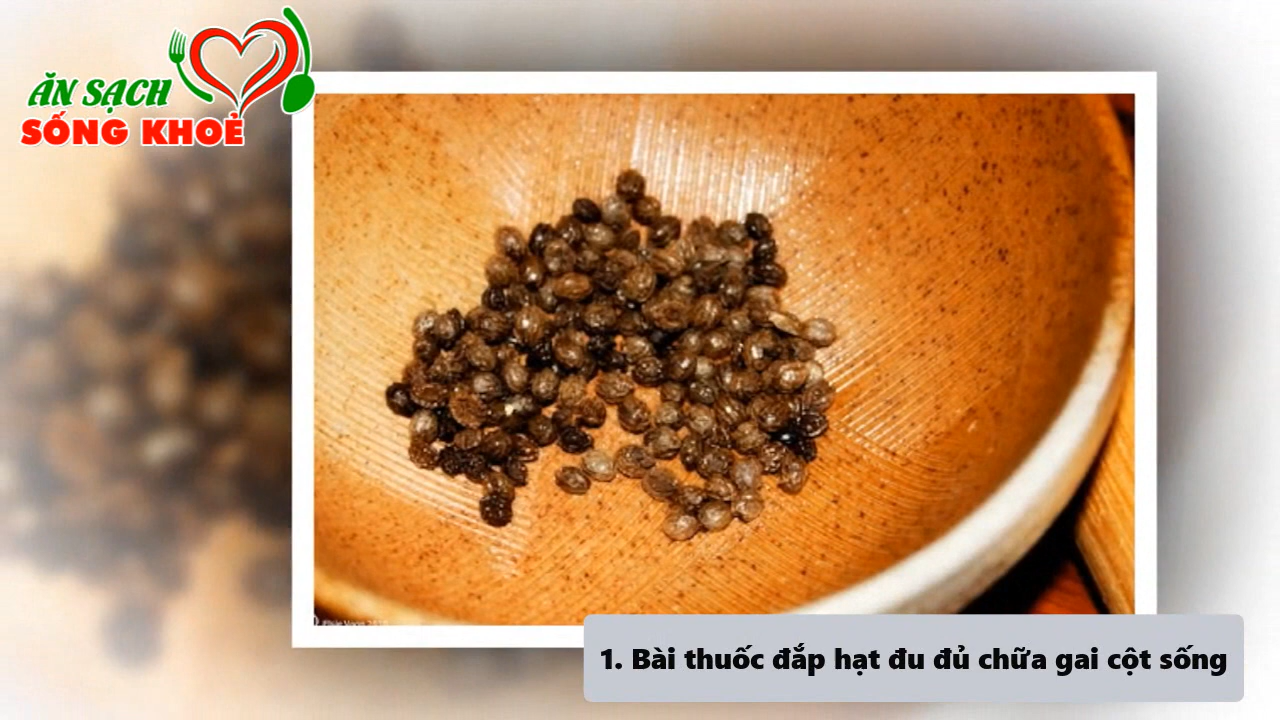 ĂN SẠCH
SỐNG KHOẺ
1. Bài thuốc đắp hạt đu đủ chữa gai cột sống